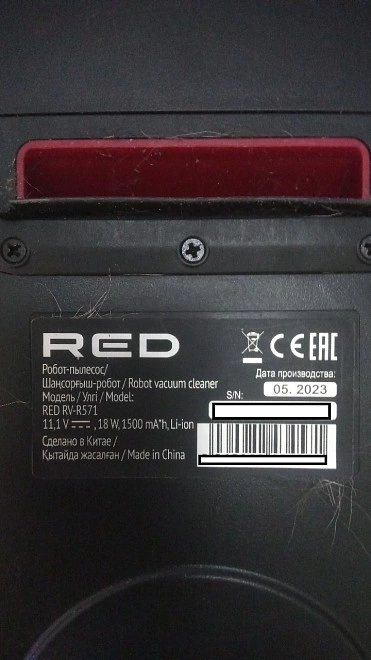 RED
Робот-пылесос/
Шаңсорғыш-робот / Robot vacuum cleaner
Модель / Үлгі / Model:
RED RV-R571
11,1 V ⎓, 18 W, 1500 mA*h, Li-ion
Сделано в Китае /
Қытайда жасалған / Made in China
CE EAC
Дата производства:
05. 2023
S/N: